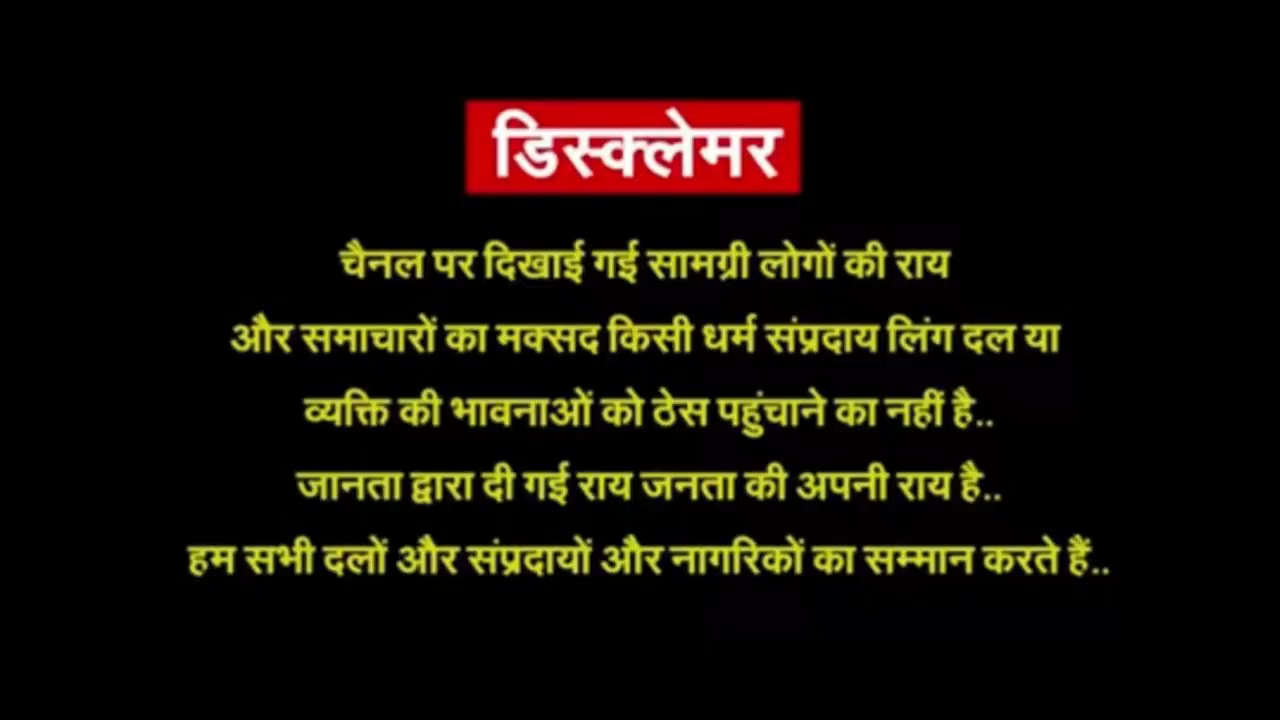 डिस्क्लेमर
चैनल पर दिखाई गई सामग्री लोगों की राय
और समाचारों का मक्सद किसी धर्म संप्रदाय लिंग दल या
व्यक्ति की भावनाओं को ठेस पहुंचाने का नहीं है..
जानता द्वारा दी गई राय जनता की अपनी राय है..
हम सभी दलों और संप्रदायों और नागरिकों का सम्मान करते हैं..